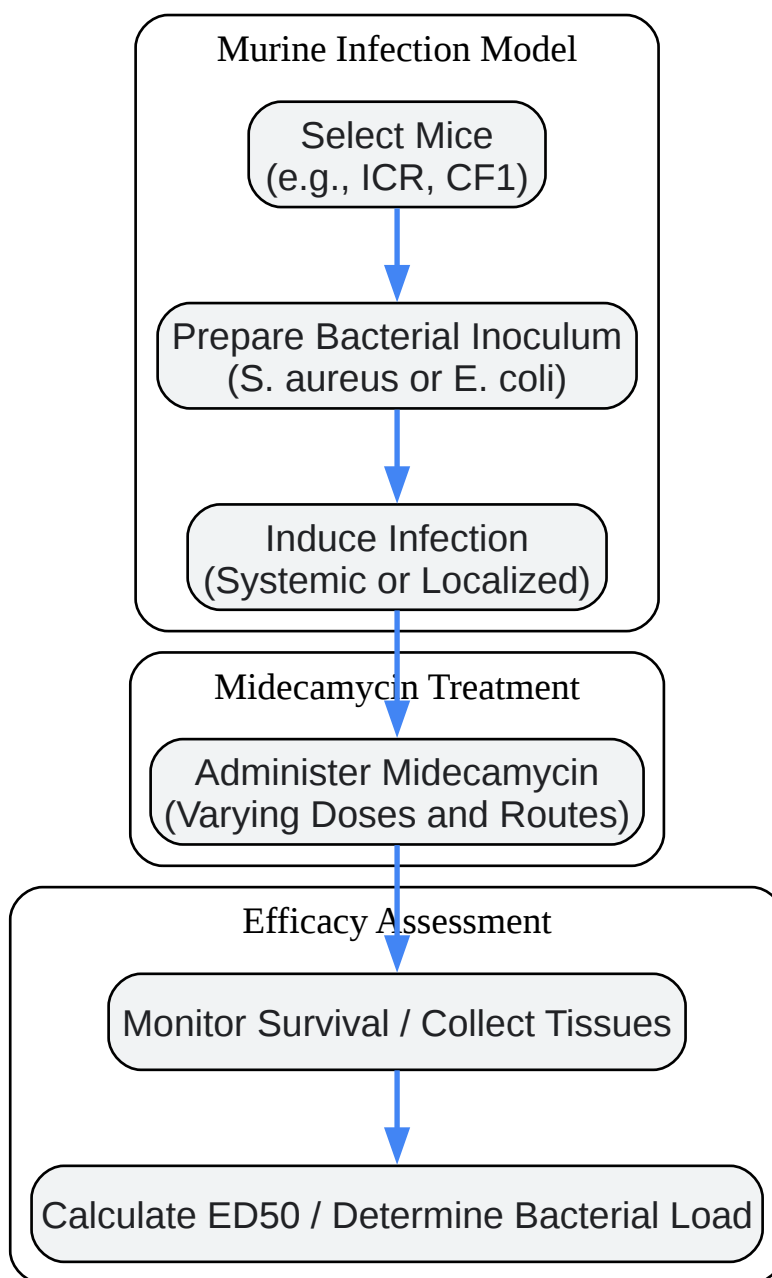 Murine Infection Model
Select Mice
(e.g., ICR, CF1)
Prepare Bacterial Inoculum
(S. aureus or E. coli)
Induce Infection
(Systemic or Localized)
Midecamycin Treatment
Administer Midecamycin
(Varying Doses and Routes)
Efficacy Assessment
Monitor Survival / Collect Tissues
Calculate ED50 / Determine Bacterial Load